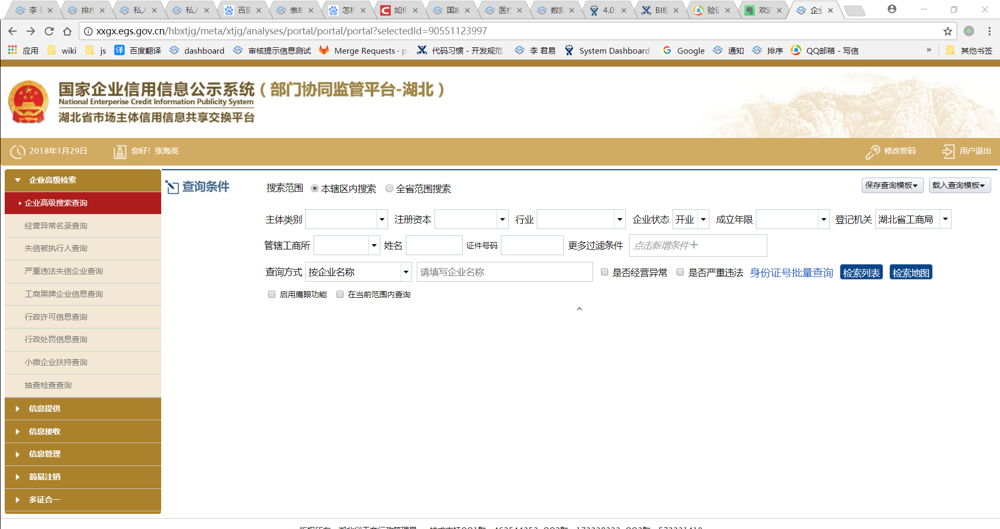 李 君
排序
私人
私人
百度
表单
怎样
如何
国家
医疗
数据
4.0
BI组
验证
欢迎
企业
xxgx.egs.gov.cn/hbxtjg/meta/xtjg/analyses/portal/portal/portal?selectedId=90551123997
应用 wiki js 百度翻译 dashboard 审核提示信息测试 Merge Requests · p 代码习惯 - 开发规范 李 君易 System Dashboard Google 通知 排序 QQ邮箱 - 写信 » 其他书签
国家企业信用信息公示系统（部门协同监管平台-湖北）
National Enterperise Credit Information Publicity System
湖北省市场主体信用信息共享交换平台
2018年1月29日 您好！张海亮 修改密码 用户退出
企业高级检索
企业高级搜索查询
经营异常名录查询
失信被执行人查询
严重违法失信企业查询
工商黑牌企业信息查询
行政许可信息查询
行政处罚信息查询
小微企业扶持查询
抽查检查查询
信息提供
信息接收
信息管理
简易注销
多证合一
查询条件
搜索范围 本辖区内搜索 全省范围搜索 保存查询模板 载入查询模板
主体类别 注册资本 行业 企业状态 开业 成立年限 登记机关 湖北省工商局
管辖工商所 姓名 证件号码 更多过滤条件 点击新增条件+
查询方式 按企业名称 请填写企业名称 是否经营异常 是否严重违法 身份证号批量查询 检索列表 检索地图
启用鹰眼功能 在当前范围内查询